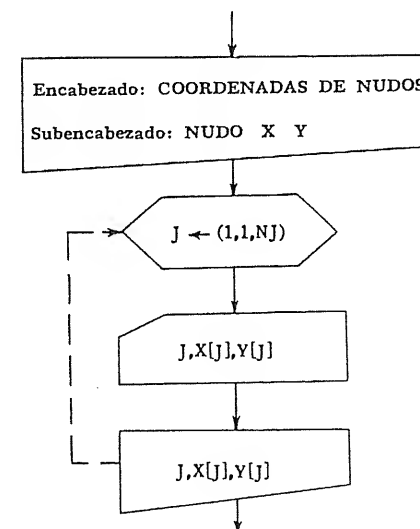 Encabezado: COORDENADAS DE NUDOS
Subencabezado: NUDO X Y
J ← (1,1,NJ)
J,X[J],Y[J]
J,X[J],Y[J]